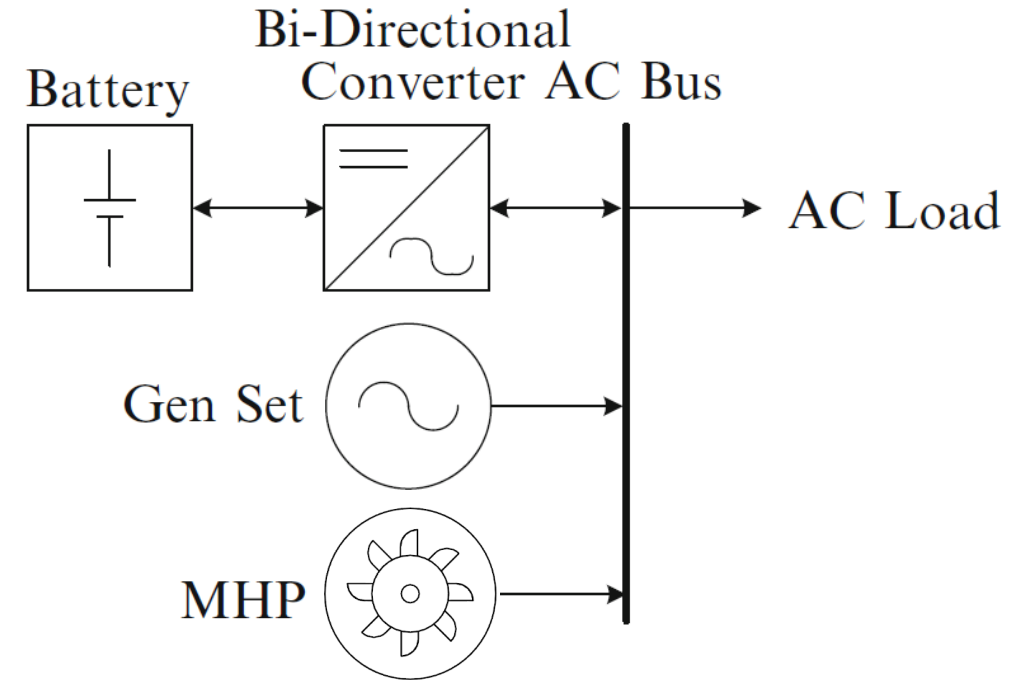 Bi-Directional
Battery
Converter AC Bus
AC Load
Gen Set
MHP